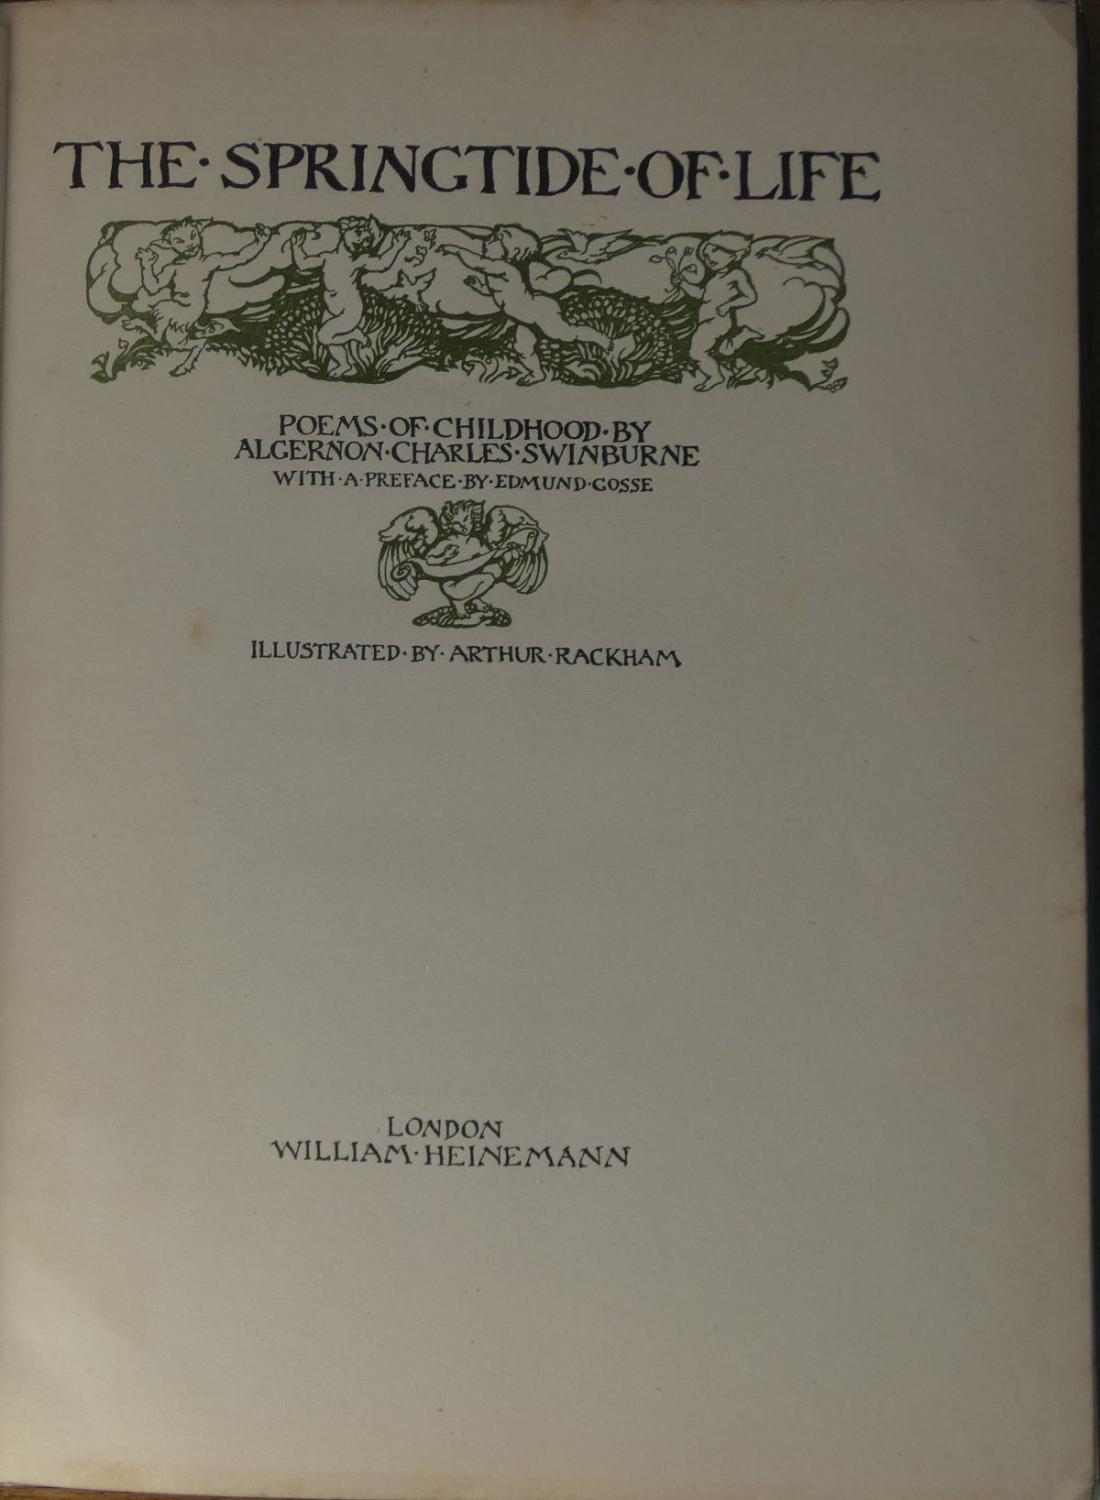 THE·SPRINGTIDE·OF·LIFE
POEMS·OF·CHILDHOOD·BY
ALGERNON·CHARLES·SWINBURNE
WITH·A·PREFACE·BY·EDMUND·GOSSE
ILLUSTRATED·BY·ARTHUR·RACKHAM
LONDON
WILLIAM·HEINEMANN